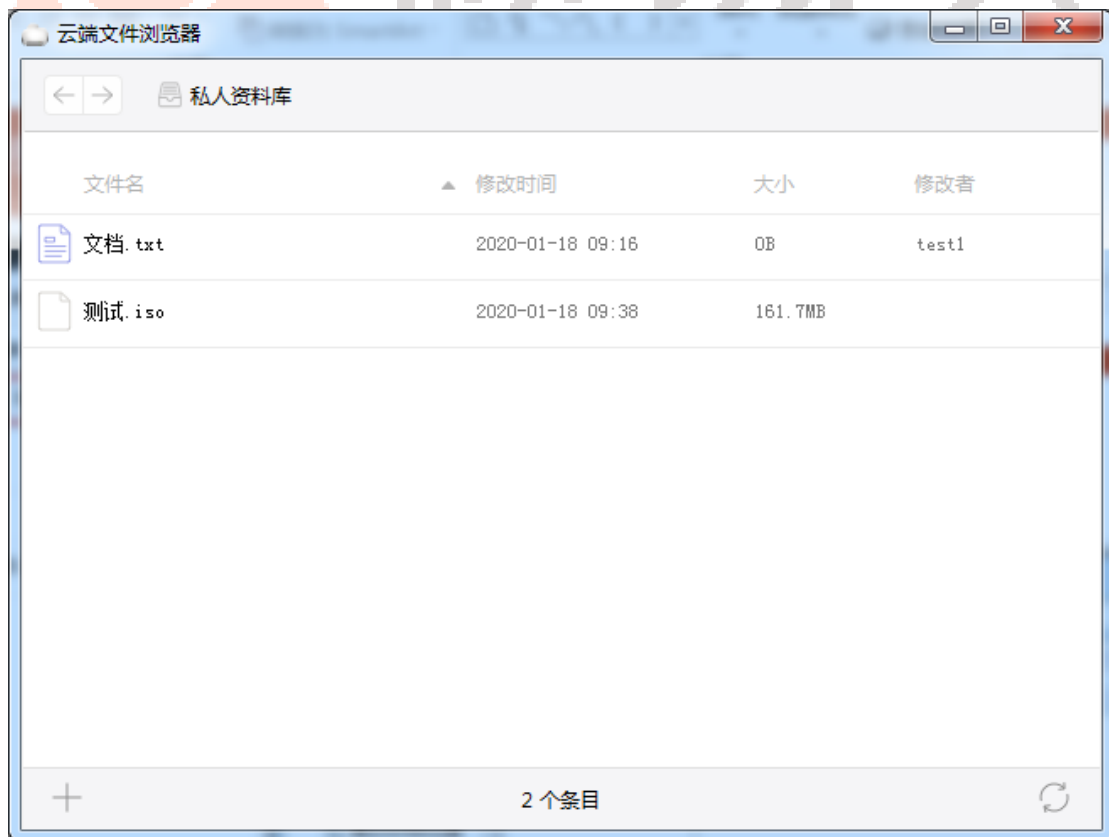 云端文件浏览器
私人资料库
文件名 修改时间 大小 修改者
文档.txt 2020-01-18 09:16 0B test1
测试.iso 2020-01-18 09:38 161.7MB
2 个条目